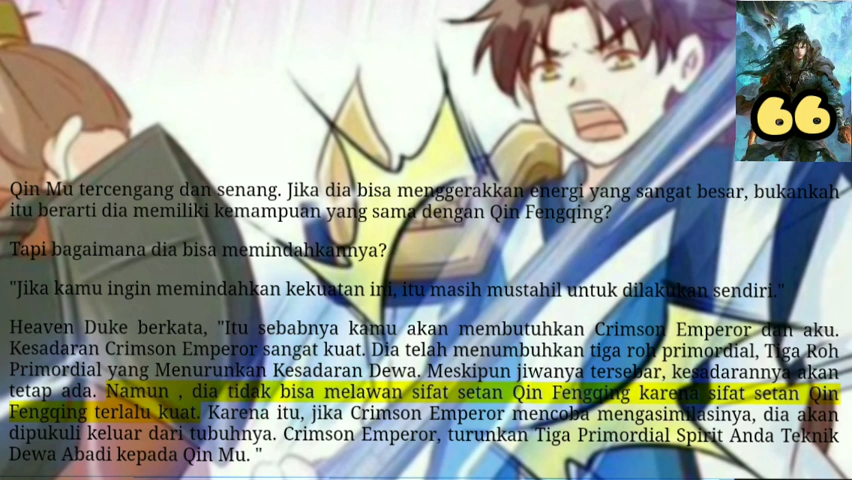 66
Qin Mu tercengang dan senang. Jika dia bisa menggerakkan energi yang sangat besar, bukankah
itu berarti dia memiliki kemampuan yang sama dengan Qin Fengqing?
Tapi bagaimana dia bisa memindahkannya?
"Jika kamu ingin memindahkan kekuatan ini, itu masih mustahil untuk dilakukan sendiri."
Heaven Duke berkata, "Itu sebabnya kamu akan membutuhkan Crimson Emperor dan aku.
Kesadaran Crimson Emperor sangat kuat. Dia telah menumbuhkan tiga roh primordial, Tiga Roh
Primordial yang Menurunkan Kesadaran Dewa. Meskipun jiwanya tersebar, kesadarannya akan
tetap ada. Namun , dia tidak bisa melawan sifat setan Qin Fengqing karena sifat setan Qin
Fengqing terlalu kuat. Karena itu, jika Crimson Emperor mencoba mengasimilasinya, dia akan
dipukuli keluar dari tubuhnya. Crimson Emperor, turunkan Tiga Primordial Spirit Anda Teknik
Dewa Abadi kepada Qin Mu. "